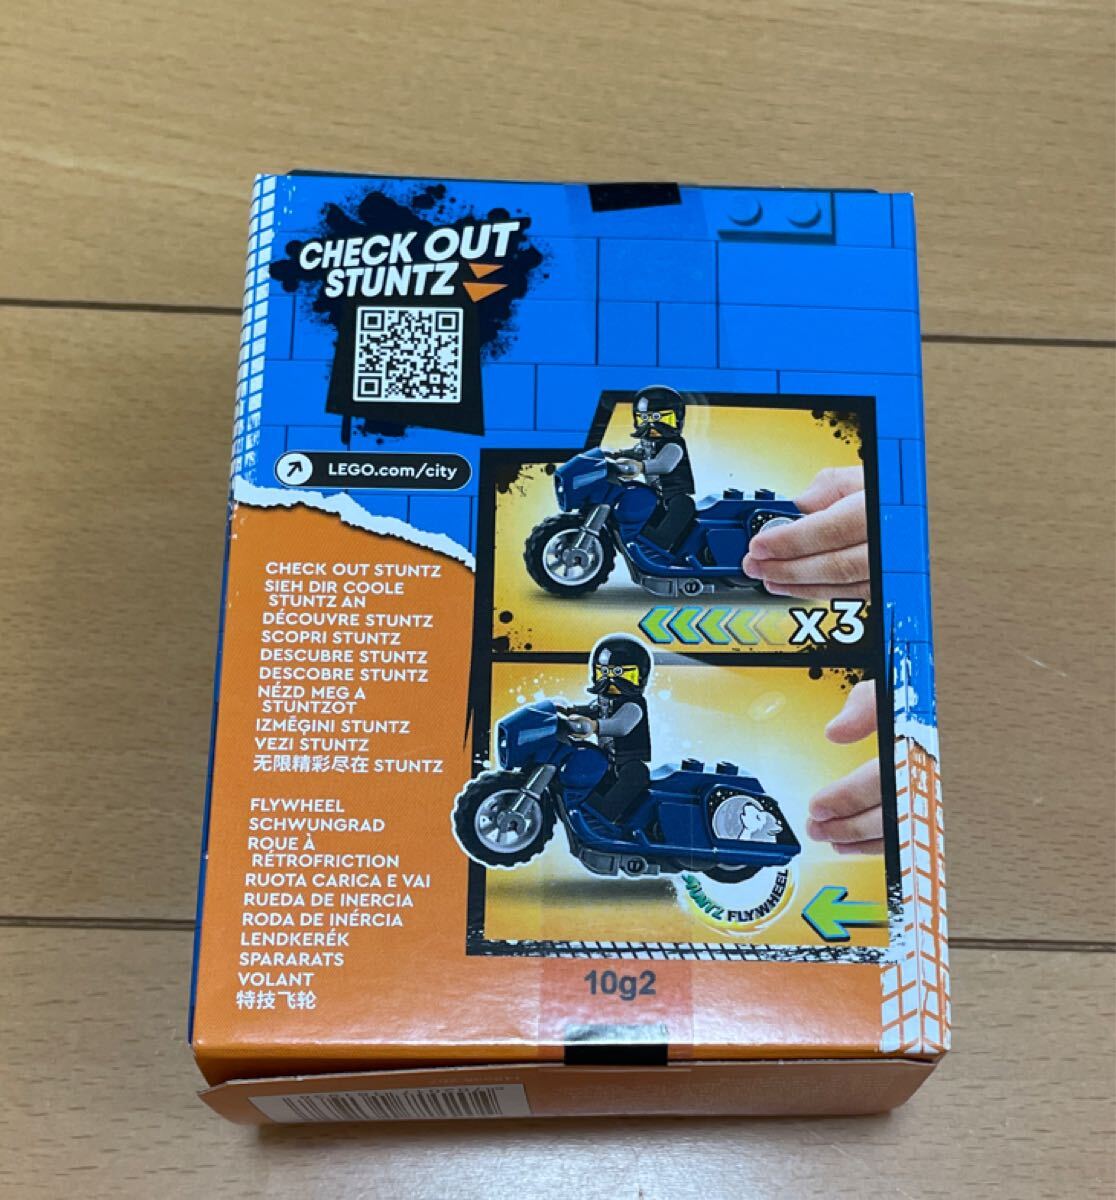 CHECK OUT
STUNTZ
LEGO.com/city
x3
STUNTZ FLYWHEEL
CHECK OUT STUNTZ
SIEH DIR COOLE
STUNTZ AN
DÉCOUVRE STUNTZ
SCOPRI STUNTZ
DESCUBRE STUNTZ
DESCOBRE STUNTZ
NÉZD MEG A
STUNTZOT
IZMĒĢINI STUNTZ
VEZI STUNTZ
无限精彩尽在 STUNTZ
FLYWHEEL
SCHWUNGRAD
ROUE À
RÉTROFRICTION
RUOTA CARICA E VAI
RUEDA DE INERCIA
RODA DE INÉRCIA
LENDKERÉK
SPARARATS
VOLANT
特技飞轮
10g2